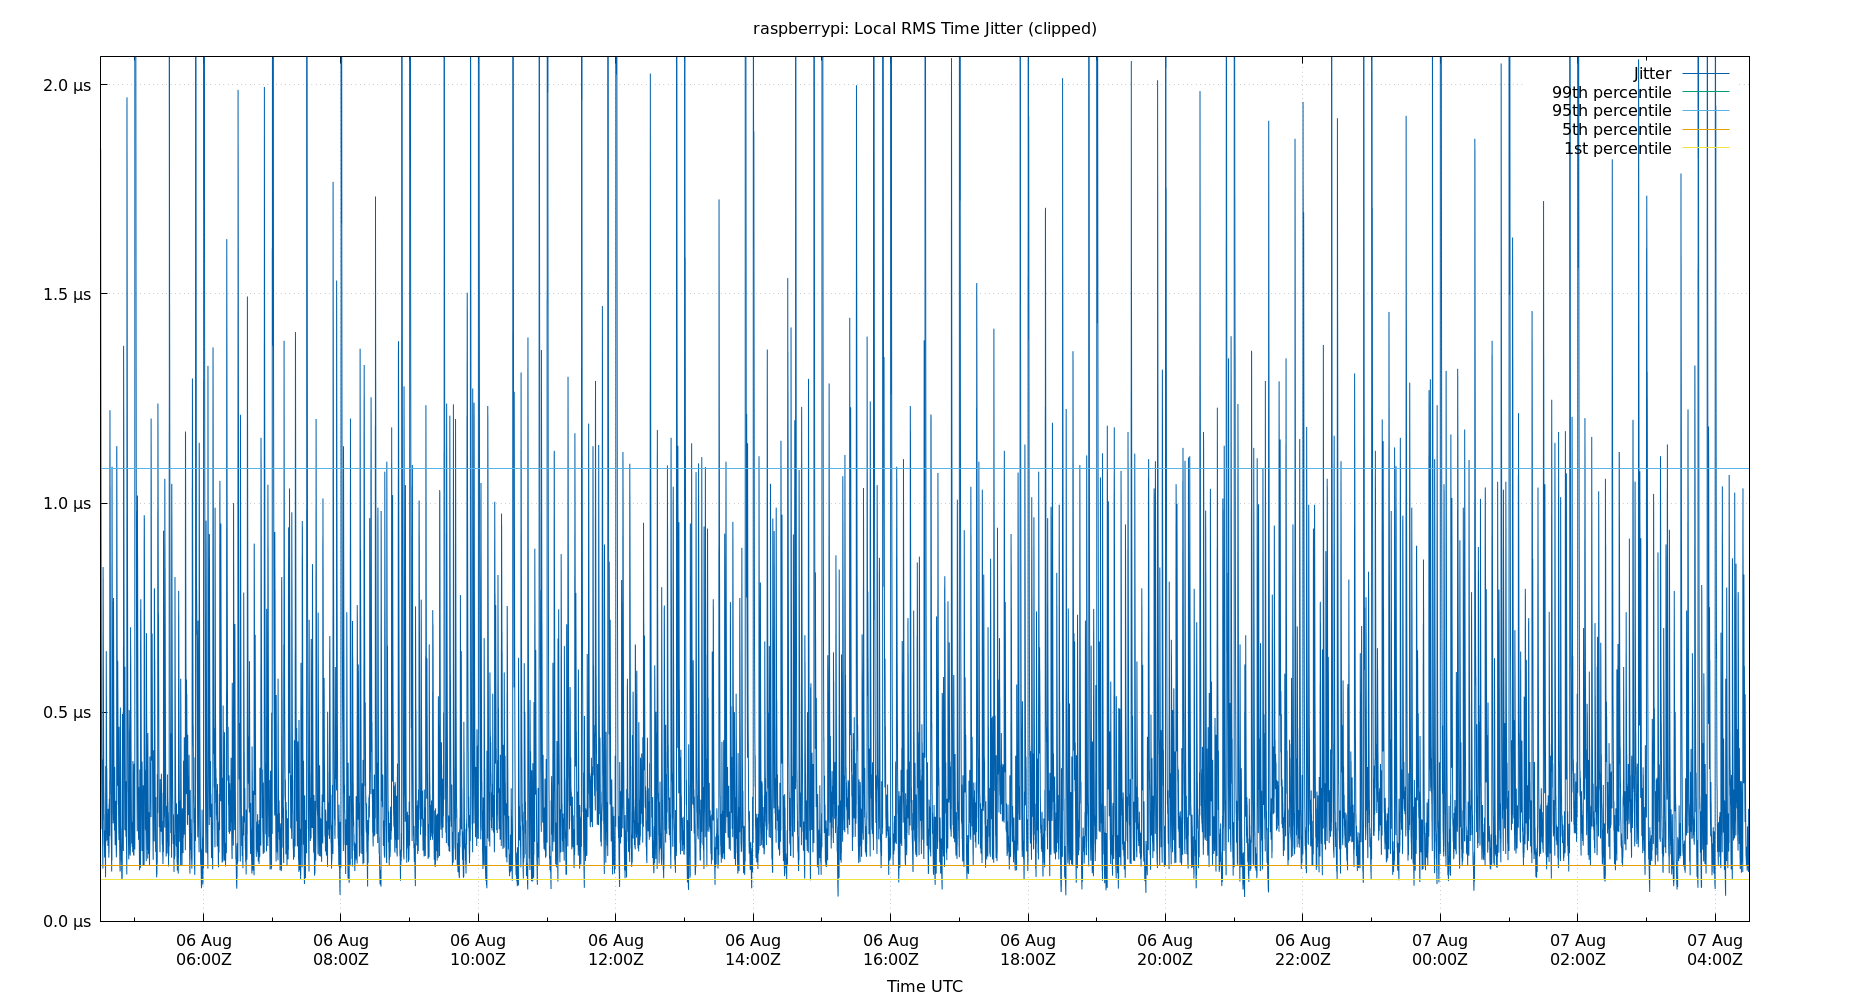 raspberrypi: Local RMS Time Jitter (clipped)
2.0 µs
1.5 µs
1.0 µs
0.5 µs
0.0 µs
Jitter
99th percentile
95th percentile
5th percentile
1st percentile
06 Aug 06 Aug 06 Aug 06 Aug 06 Aug 06 Aug 06 Aug 06 Aug 06 Aug 07 Aug 07 Aug 07 Aug
06:00Z 08:00Z 10:00Z 12:00Z 14:00Z 16:00Z 18:00Z 20:00Z 22:00Z 00:00Z 02:00Z 04:00Z
Time UTC